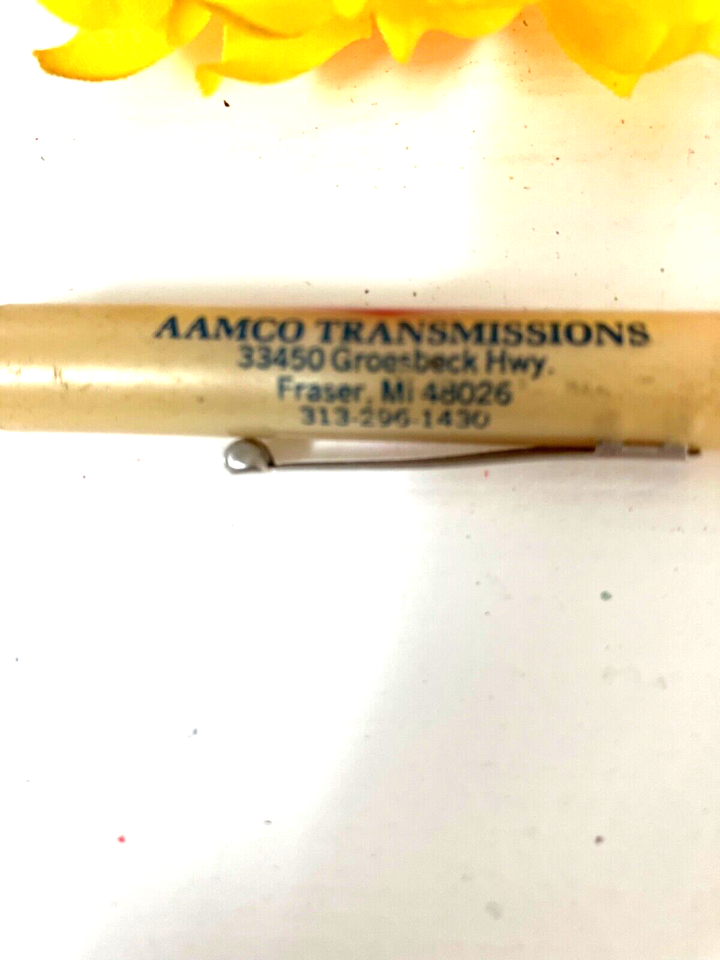 AAMCO TRANSMISSIONS
33450 Groesbeck Hwy.
Fraser, Mi 48026
313-296-1430